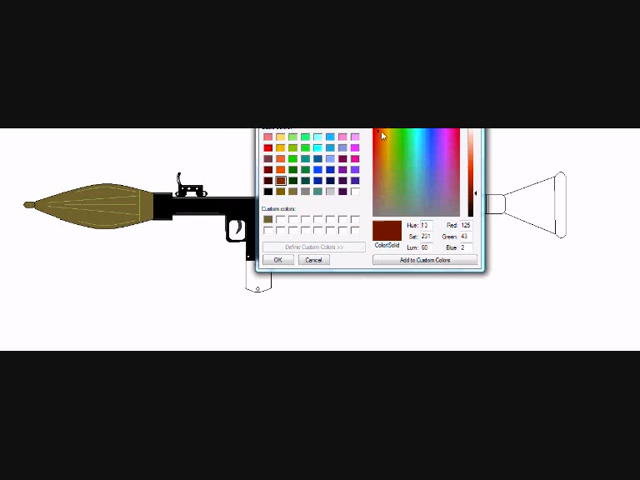 Custom colors:
Define Custom Colors >>
OK Cancel
Color|Solid
Hue: 13 Red: 125
Sat: 231 Green: 43
Lum: 60 Blue: 2
Add to Custom Colors